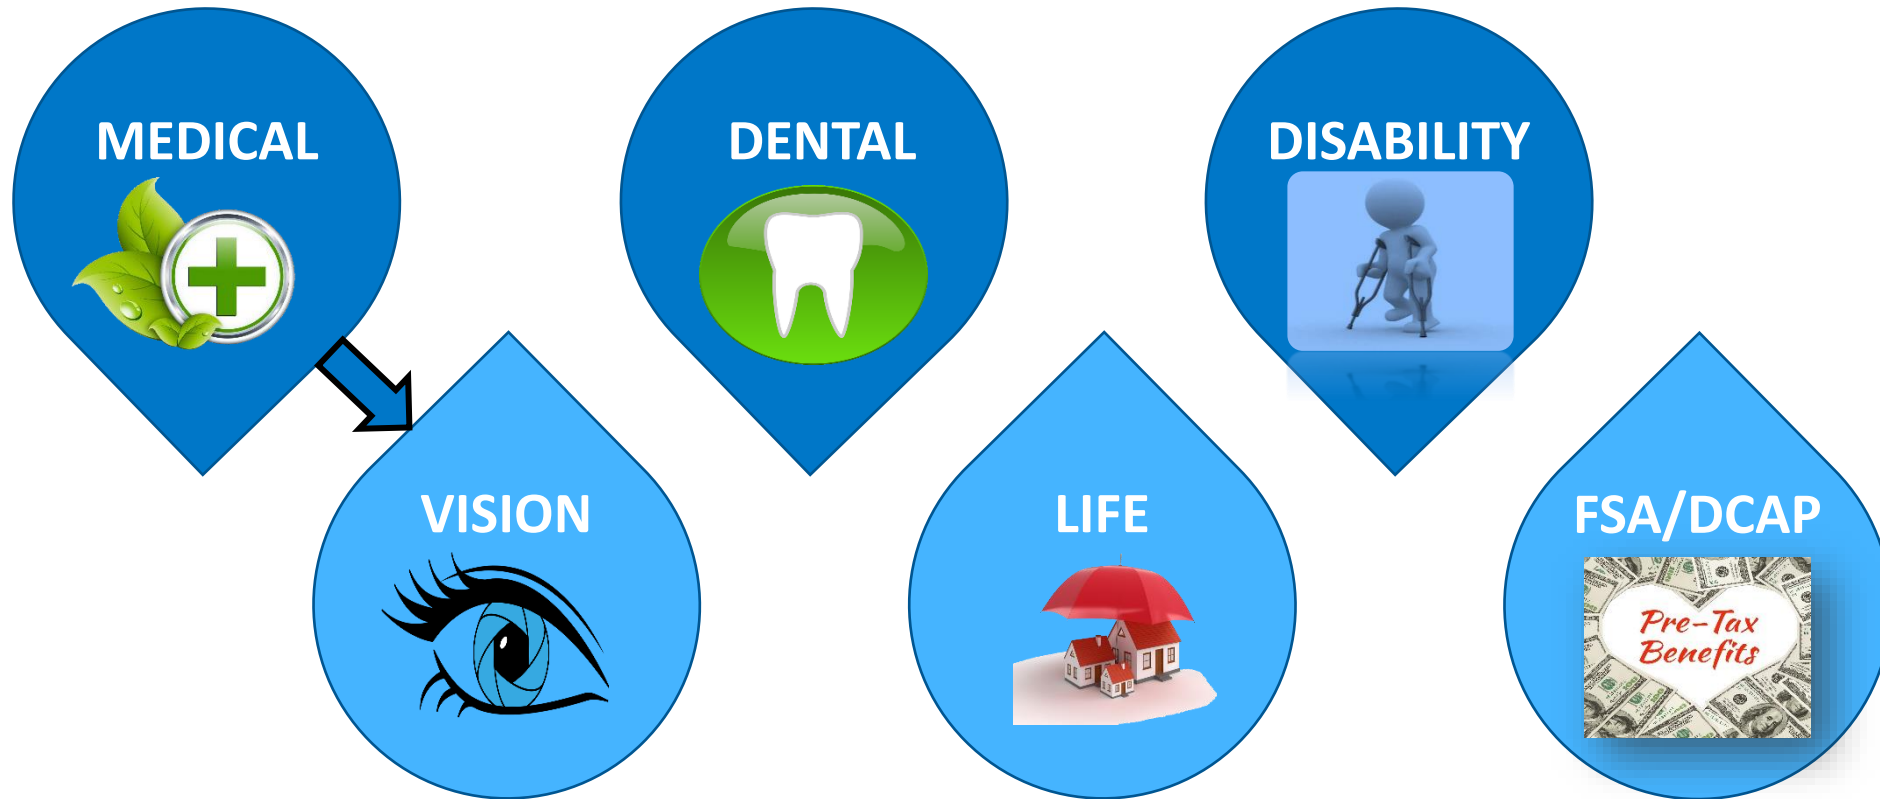 MEDICAL
DENTAL
DISABILITY
VISION
LIFE
FSA/DCAP
Pre-Tax
Benefits